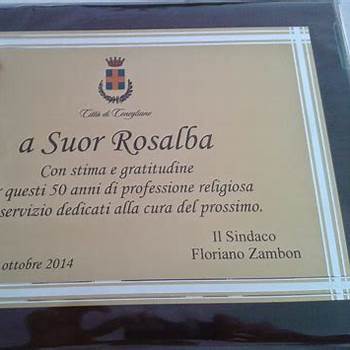 Città di Conegliano
a Suor Rosalba
Con stima e gratitudine
questi 50 anni di professione religiosa
servizio dedicati alla cura del prossimo.
Il Sindaco
Floriano Zambon
ottobre 2014